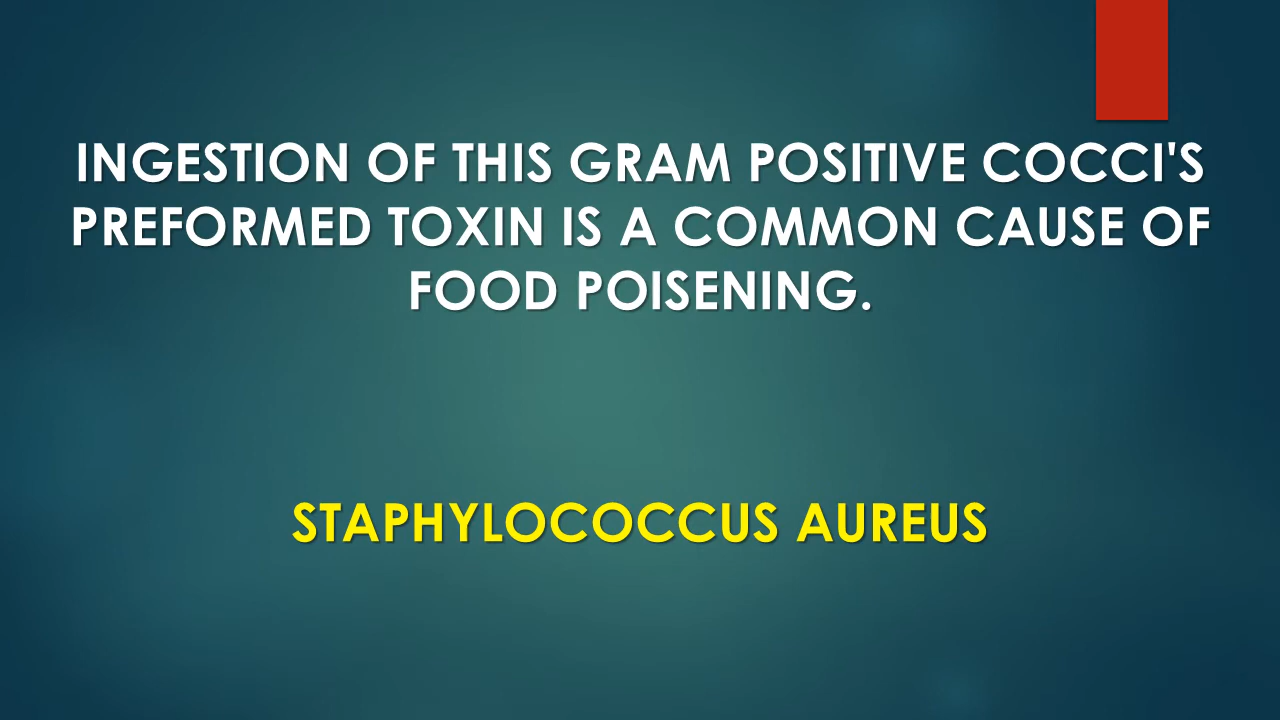 INGESTION OF THIS GRAM POSITIVE COCCI'S
PREFORMED TOXIN IS A COMMON CAUSE OF
FOOD POISENING.
STAPHYLOCOCCUS AUREUS